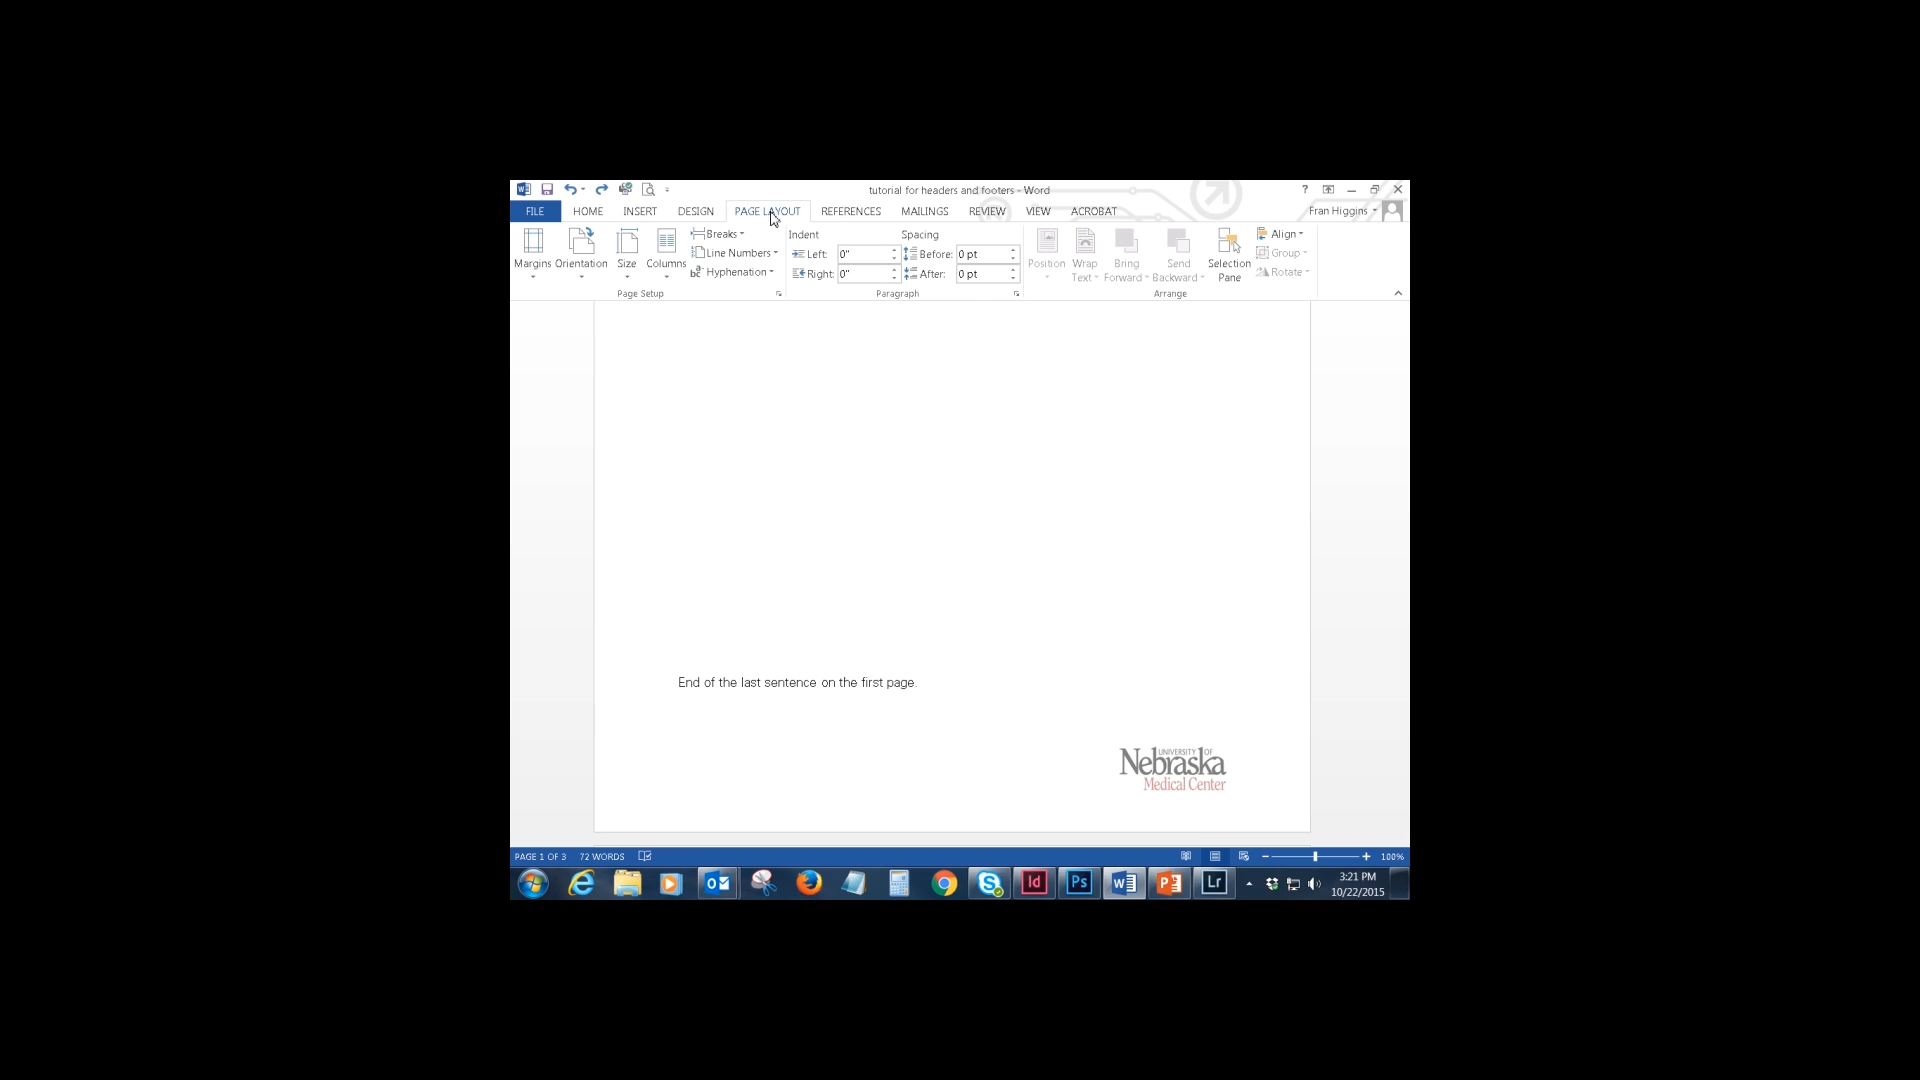 tutorial for headers and footers - Word
?
FILE HOME INSERT DESIGN PAGE LAYOUT REFERENCES MAILINGS REVIEW VIEW ACROBAT Fran Higgins
Margins Orientation Size Columns
Breaks
Line Numbers
Hyphenation
Page Setup
Indent
Left: 0"
Right: 0"
Spacing
Before: 0 pt
After: 0 pt
Paragraph
Position Wrap Text Bring Forward Send Backward Selection Pane
Align
Group
Rotate
Arrange
End of the last sentence on the first page.
UNIVERSITY OF
Nebraska
Medical Center
PAGE 1 OF 3 72 WORDS 100%
Id Ps Lr
3:21 PM
10/22/2015